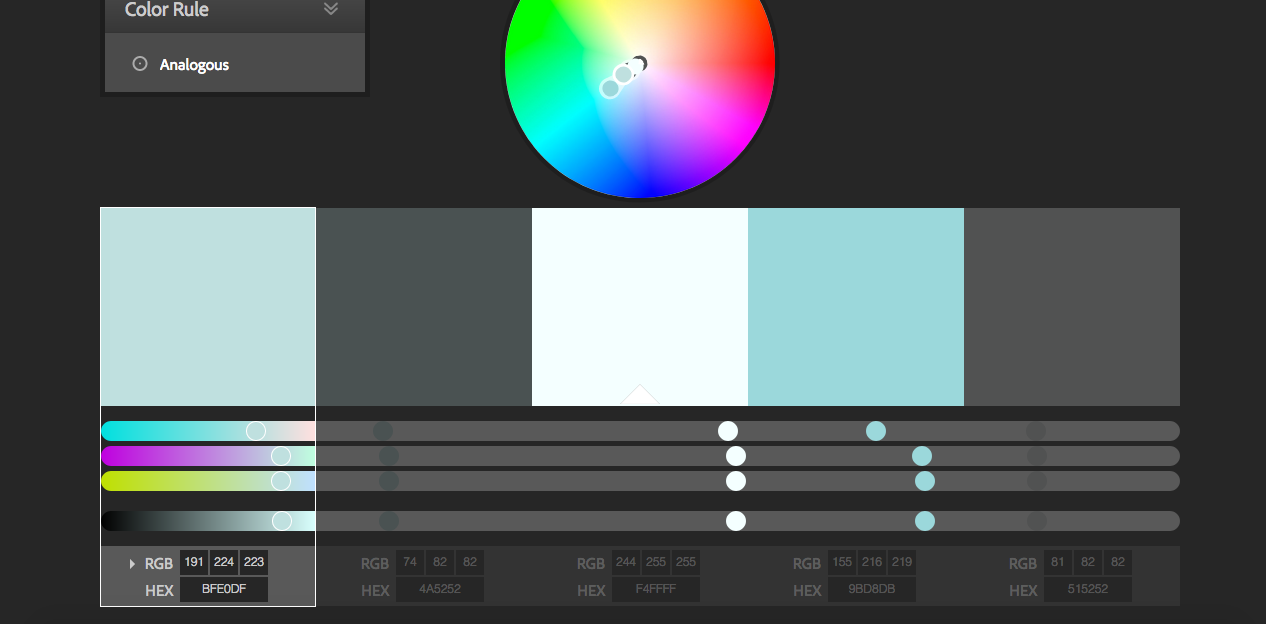 Color Rule
Analogous
RGB 191 224 223 RGB 74 82 82 RGB 244 255 255 RGB 155 216 219 RGB 81 82 82
HEX BFE0DF HEX 4A5252 HEX F4FFFF HEX 9BD8DB HEX 515252